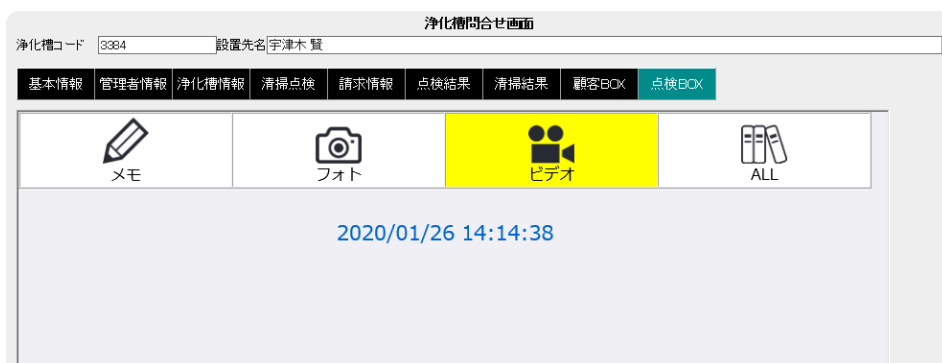 浄化槽問合せ画面
浄化槽コード 3384 設置先名 宇津木 賢
基本情報 管理者情報 浄化槽情報 清掃点検 請求情報 点検結果 清掃結果 顧客BOX 点検BOX
メモ フォト ビデオ ALL
2020/01/26 14:14:38